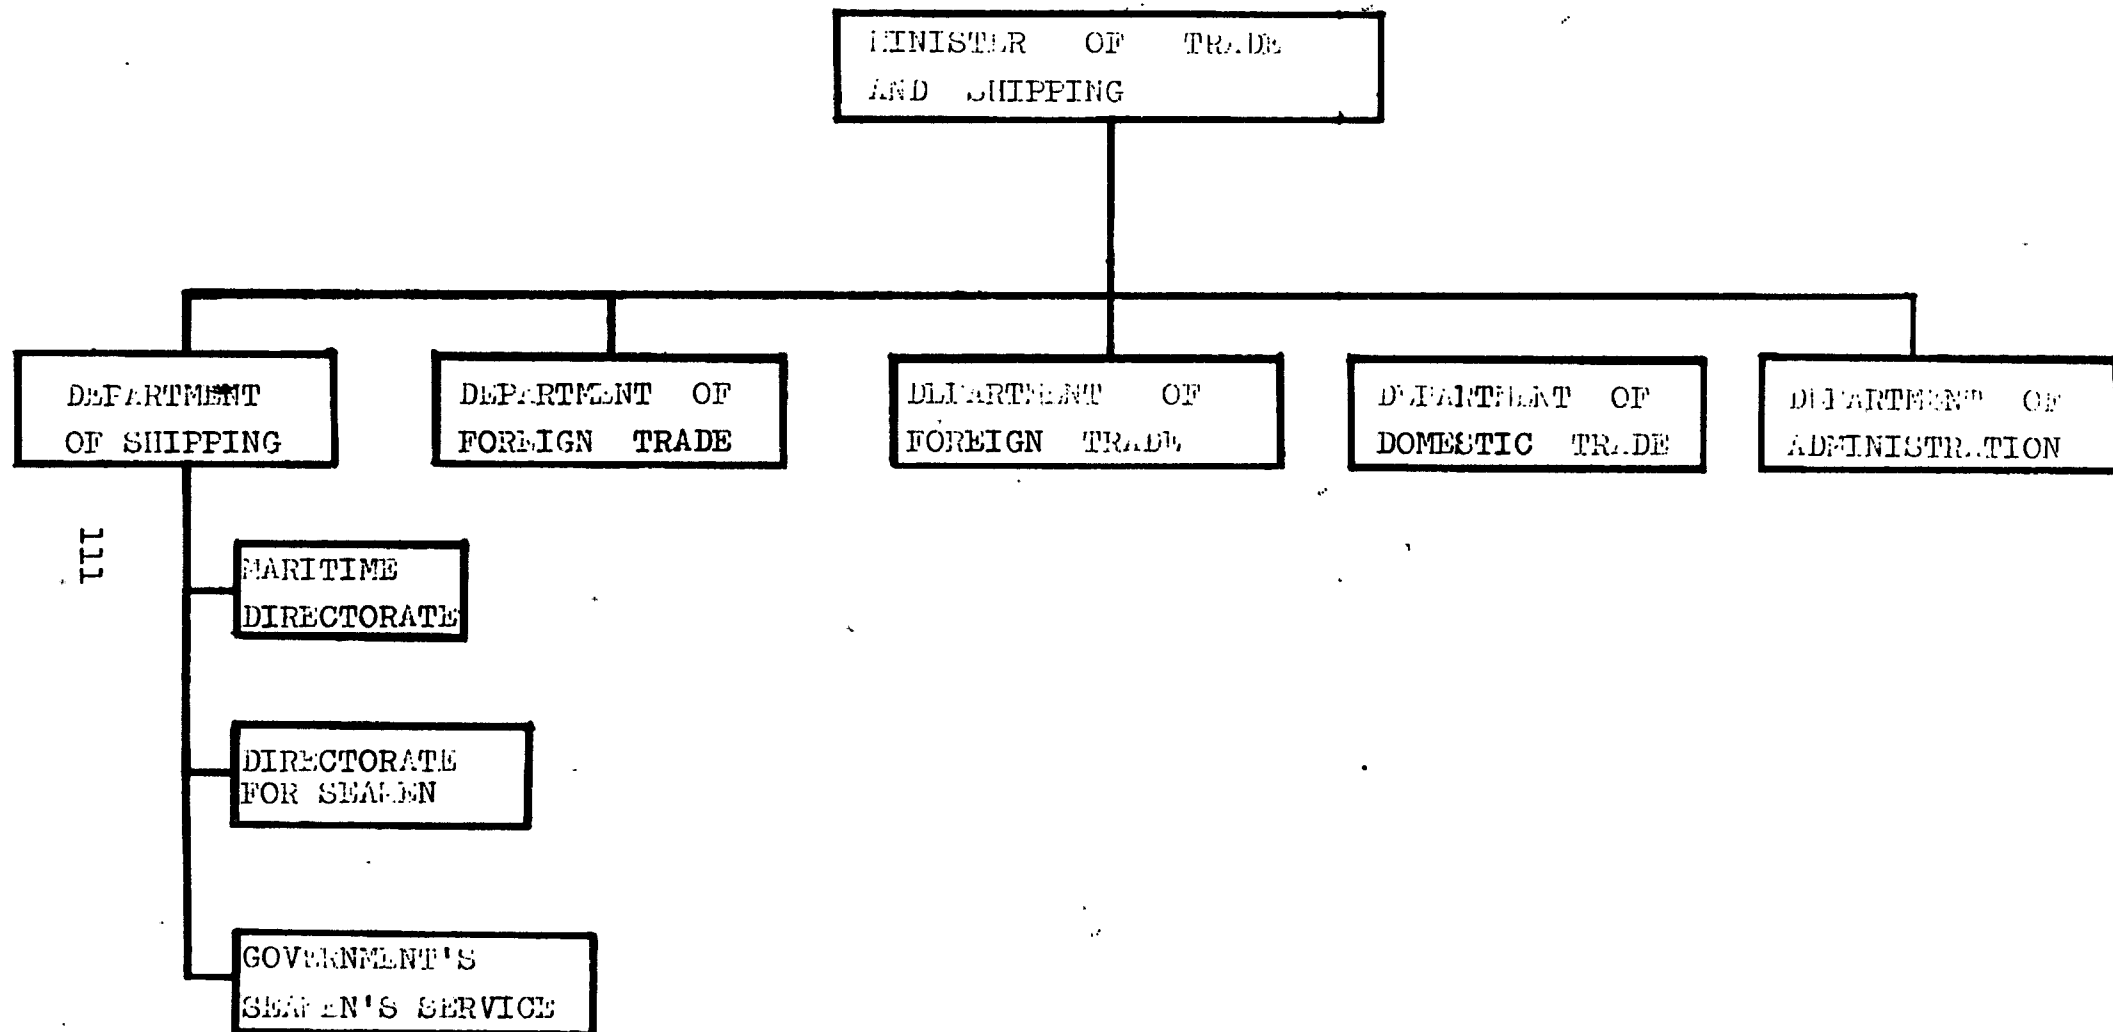 MINISTER OF TRADE
AND SHIPPING
DEPARTMENT
OF SHIPPING
DEPARTMENT OF
FOREIGN TRADE
DEPARTMENT OF
FOREIGN TRADE
DEPARTMENT OF
DOMESTIC TRADE
DEPARTMENT OF
ADMINISTRATION
111
MARITIME
DIRECTORATE
DIRECTORATE
FOR SEAMEN
GOVERNMENT'S
SEAMEN'S SERVICE